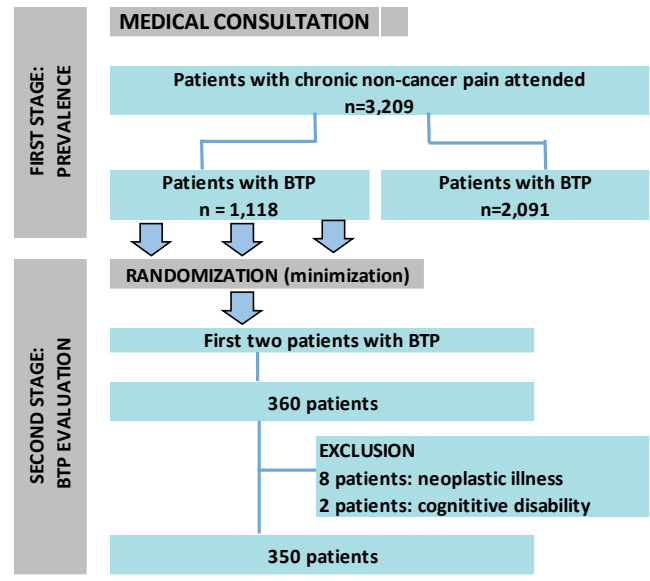 FIRST STAGE:
PREVALENCE
MEDICAL CONSULTATION
Patients with chronic non-cancer pain attended
n=3,209
Patients with BTP
n = 1,118
Patients with BTP
n=2,091
SECOND STAGE:
BTP EVALUATION
RANDOMIZATION (minimization)
First two patients with BTP
360 patients
EXCLUSION
8 patients: neoplastic illness
2 patients: cognititive disability
350 patients